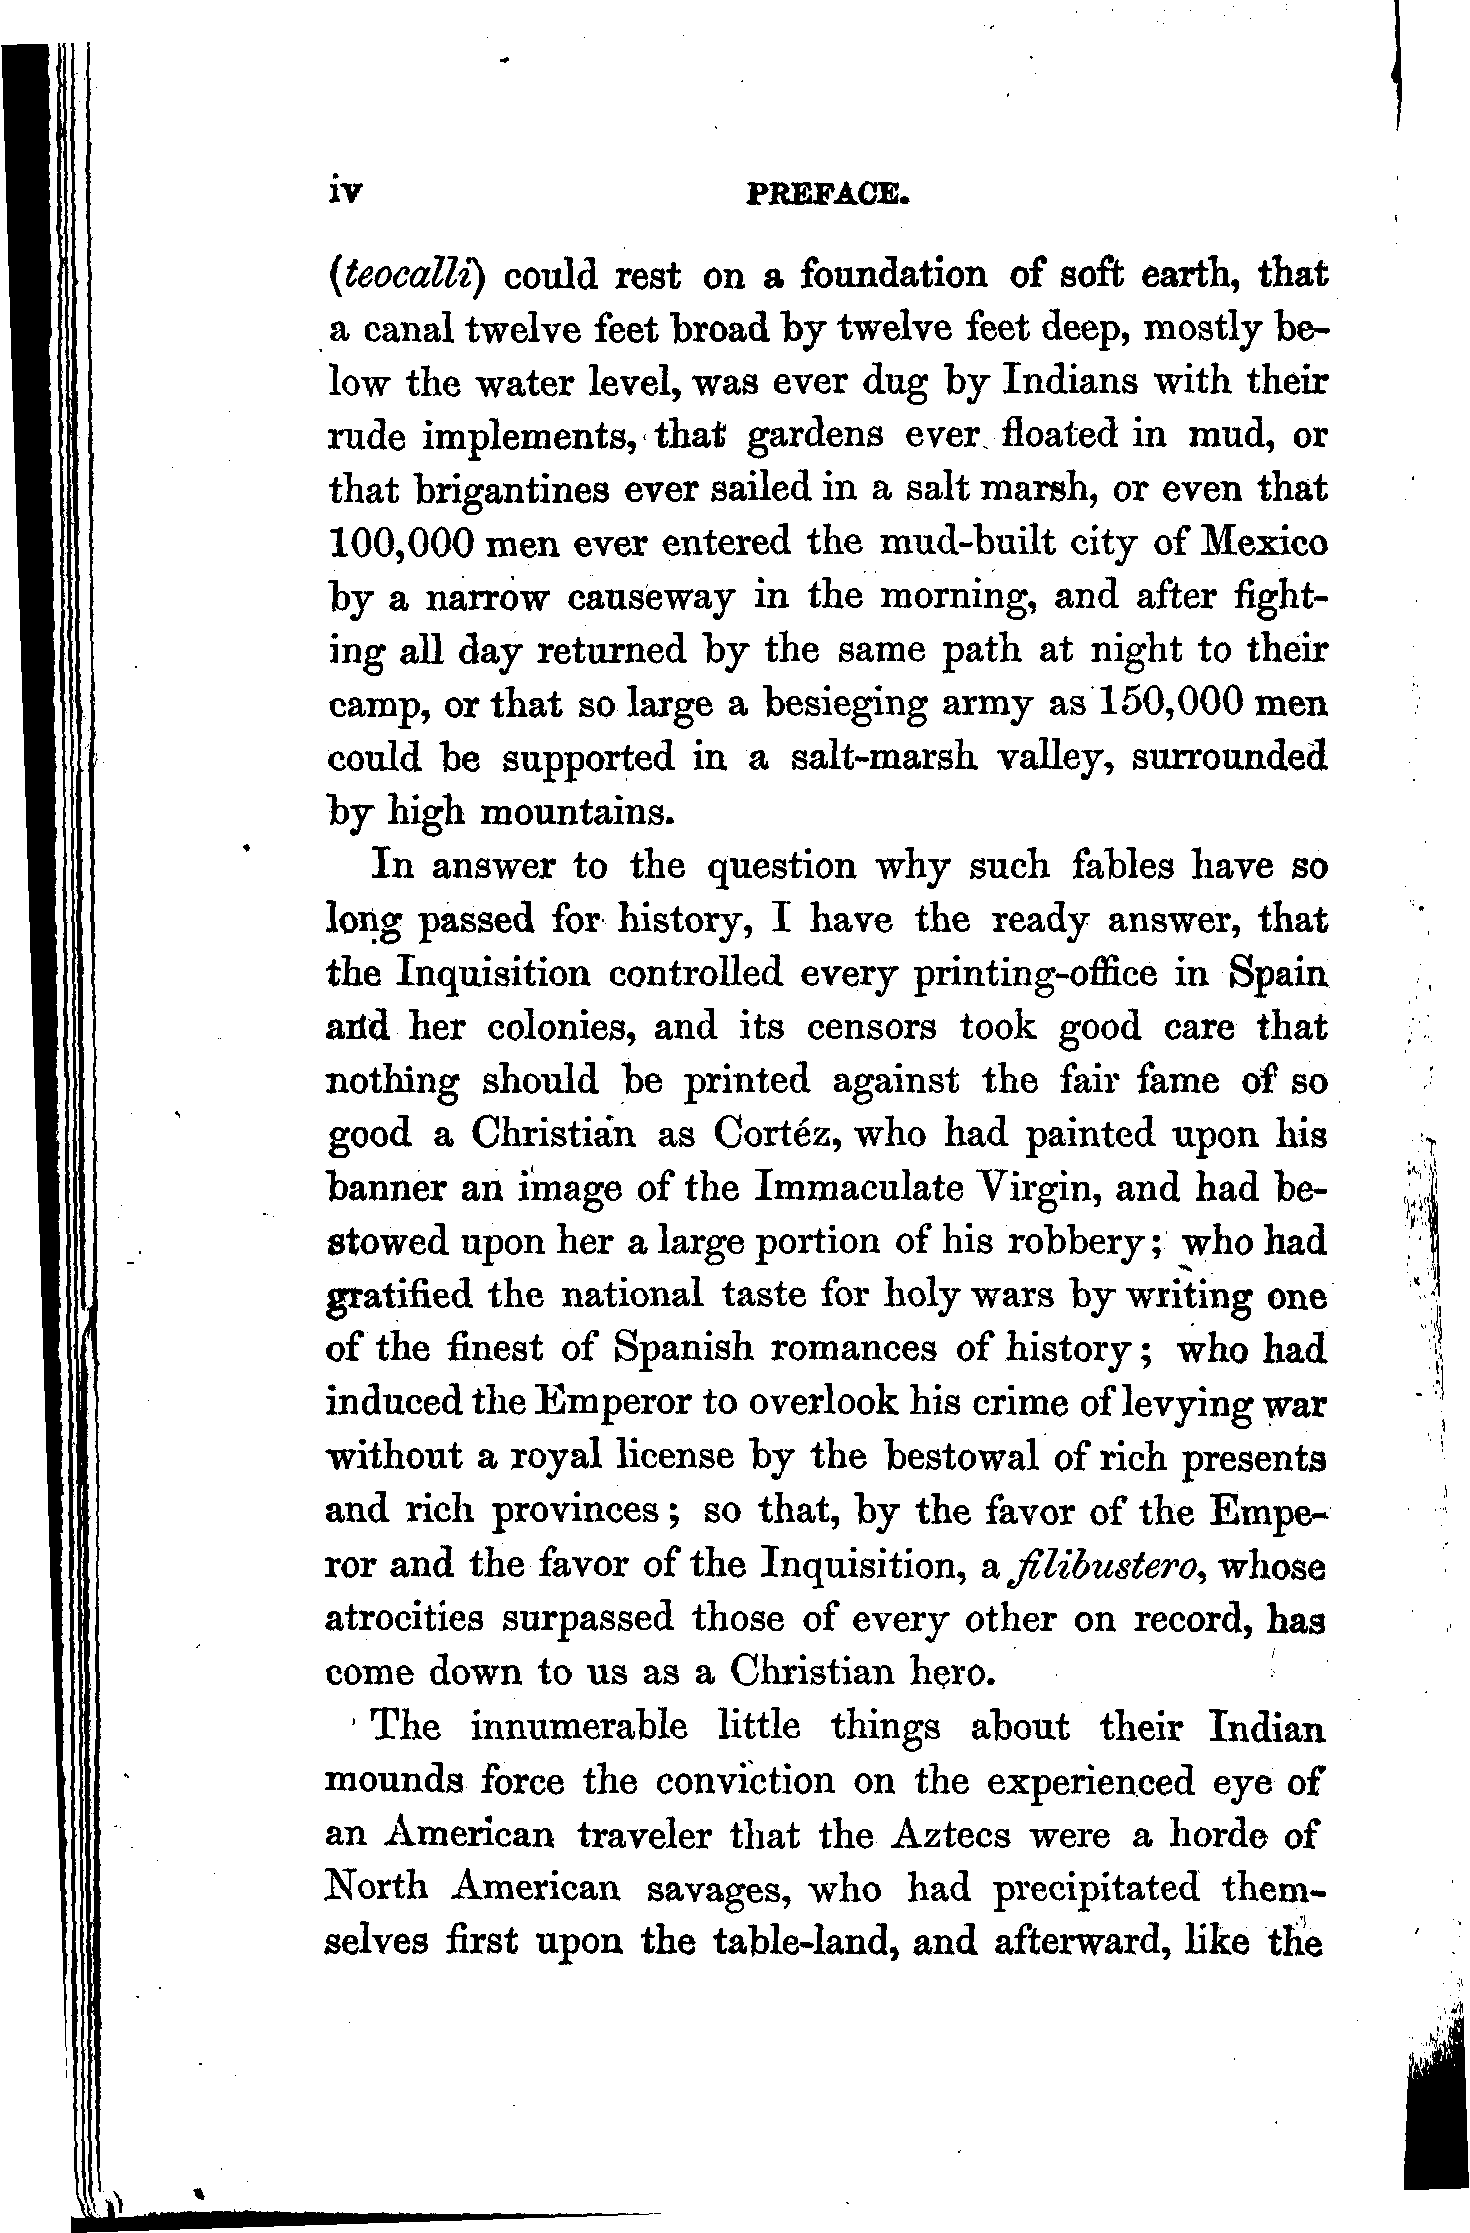 iv PREFACE.
(teocalli) could rest on a foundation of soft earth, that
a canal twelve feet broad by twelve feet deep, mostly be-
low the water level, was ever dug by Indians with their
rude implements, that gardens ever floated in mud, or
that brigantines ever sailed in a salt marsh, or even that
100,000 men ever entered the mud-built city of Mexico
by a narrow causeway in the morning, and after fight-
ing all day returned by the same path at night to their
camp, or that so large a besieging army as 150,000 men
could be supported in a salt-marsh valley, surrounded
by high mountains.
In answer to the question why such fables have so
long passed for history, I have the ready answer, that
the Inquisition controlled every printing-office in Spain
and her colonies, and its censors took good care that
nothing should be printed against the fair fame of so
good a Christian as Cortéz, who had painted upon his
banner an image of the Immaculate Virgin, and had be-
stowed upon her a large portion of his robbery; who had
gratified the national taste for holy wars by writing one
of the finest of Spanish romances of history; who had
induced the Emperor to overlook his crime of levying war
without a royal license by the bestowal of rich presents
and rich provinces; so that, by the favor of the Empe-
ror and the favor of the Inquisition, a filibustero, whose
atrocities surpassed those of every other on record, has
come down to us as a Christian hero.
The innumerable little things about their Indian
mounds force the conviction on the experienced eye of
an American traveler that the Aztecs were a horde of
North American savages, who had precipitated them-
selves first upon the table-land, and afterward, like the